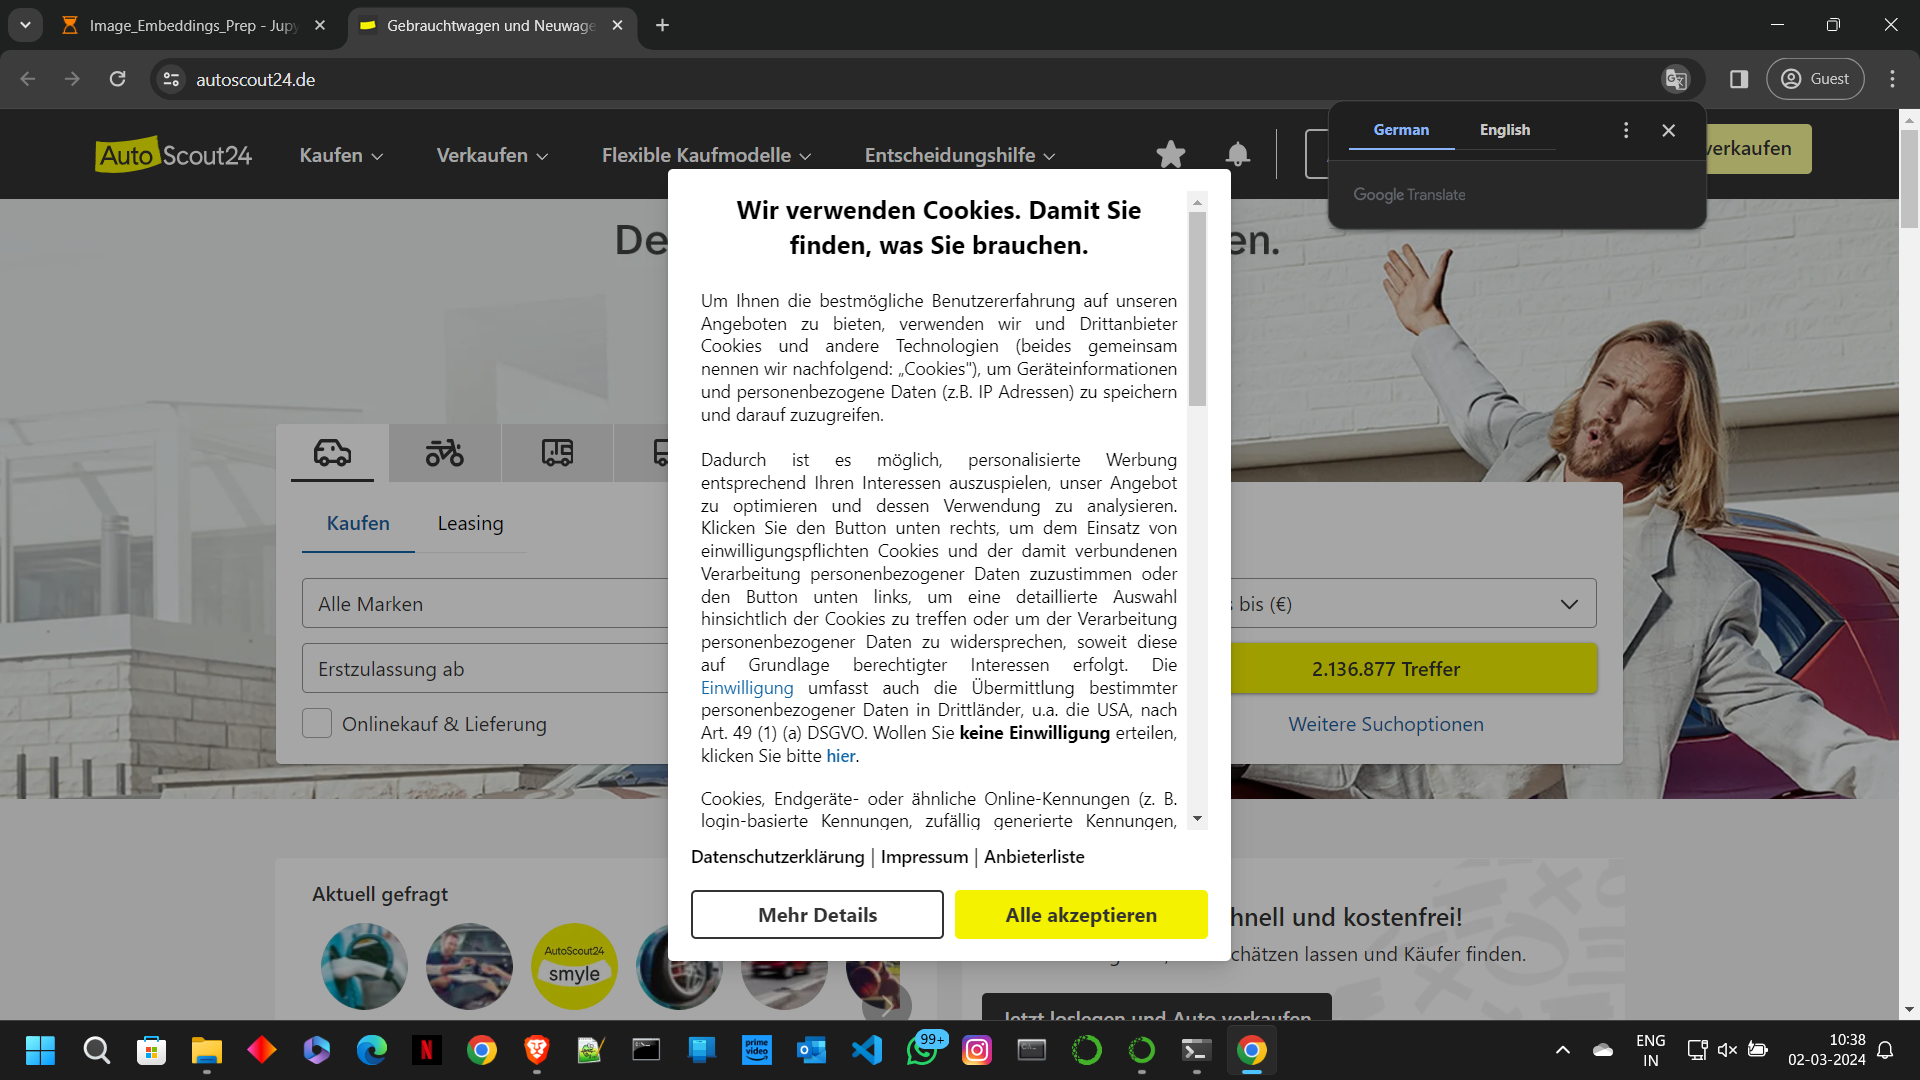 Image_Embeddings_Prep - Jupy
Gebrauchtwagen und Neuwage
autoscout24.de
Guest
German
English
Google Translate
AutoScout24
Kaufen
Verkaufen
Flexible Kaufmodelle
Entscheidungshilfe
verkaufen
De
en.
Wir verwenden Cookies. Damit Sie
finden, was Sie brauchen.
Um Ihnen die bestmögliche Benutzererfahrung auf unseren
Angeboten zu bieten, verwenden wir und Drittanbieter
Cookies und andere Technologien (beides gemeinsam
nennen wir nachfolgend: „Cookies"), um Geräteinformationen
und personenbezogene Daten (z.B. IP Adressen) zu speichern
und darauf zuzugreifen.
Dadurch ist es möglich, personalisierte Werbung
entsprechend Ihren Interessen auszuspielen, unser Angebot
zu optimieren und dessen Verwendung zu analysieren.
Klicken Sie den Button unten rechts, um dem Einsatz von
einwilligungspflichten Cookies und der damit verbundenen
Verarbeitung personenbezogener Daten zuzustimmen oder
den Button unten links, um eine detaillierte Auswahl
hinsichtlich der Cookies zu treffen oder um der Verarbeitung
personenbezogener Daten zu widersprechen, soweit diese
auf Grundlage berechtigter Interessen erfolgt. Die
Einwilligung umfasst auch die Übermittlung bestimmter
personenbezogener Daten in Drittländer, u.a. die USA, nach
Art. 49 (1) (a) DSGVO. Wollen Sie keine Einwilligung erteilen,
klicken Sie bitte hier.
Cookies, Endgeräte- oder ähnliche Online-Kennungen (z. B.
login-basierte Kennungen, zufällig generierte Kennungen,
Datenschutzerklärung | Impressum | Anbieterliste
Mehr Details
Alle akzeptieren
Kaufen
Leasing
Alle Marken
bis (€)
Erstzulassung ab
2.136.877 Treffer
Onlinekauf & Lieferung
Weitere Suchoptionen
Aktuell gefragt
AutoScout24
smyle
hnell und kostenfrei!
chätzen lassen und Käufer finden.
Jetzt loslegen und Auto verkaufen
prime
video
99+
ENG
IN
10:38
02-03-2024